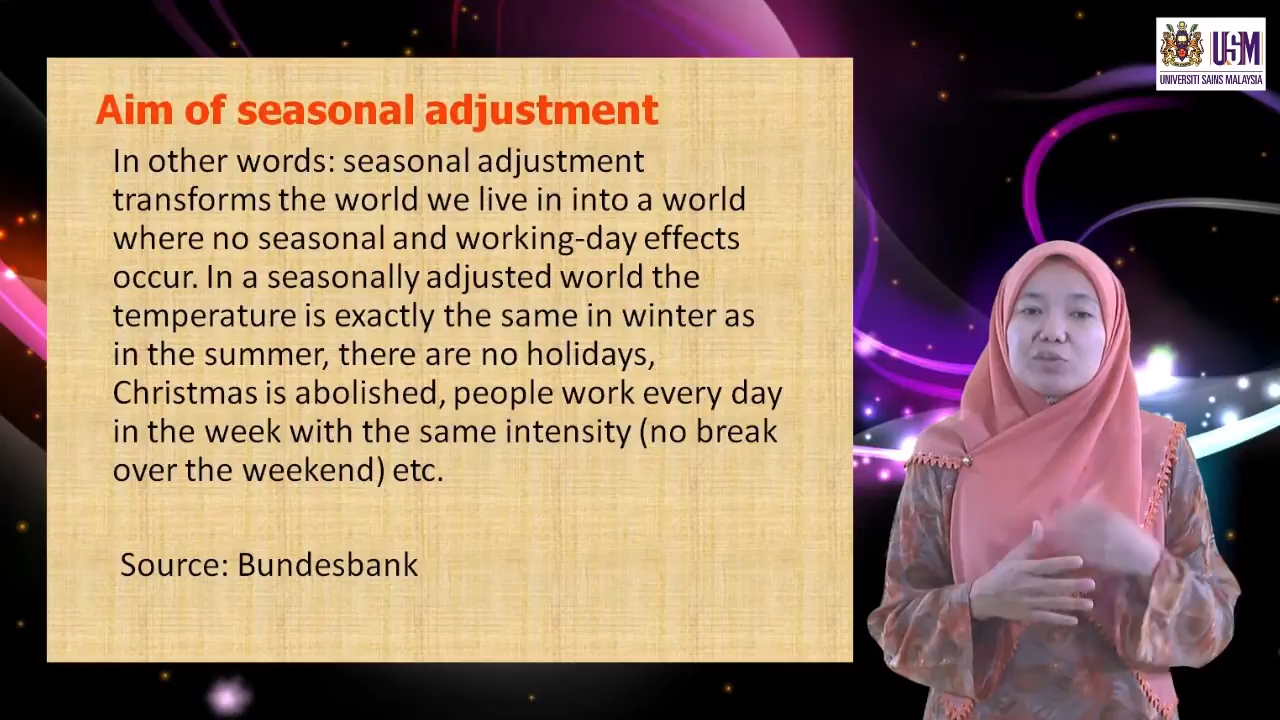 USM
UNIVERSITI SAINS MALAYSIA
Aim of seasonal adjustment
In other words: seasonal adjustment
transforms the world we live in into a world
where no seasonal and working-day effects
occur. In a seasonally adjusted world the
temperature is exactly the same in winter as
in the summer, there are no holidays,
Christmas is abolished, people work every day
in the week with the same intensity (no break
over the weekend) etc.
Source: Bundesbank